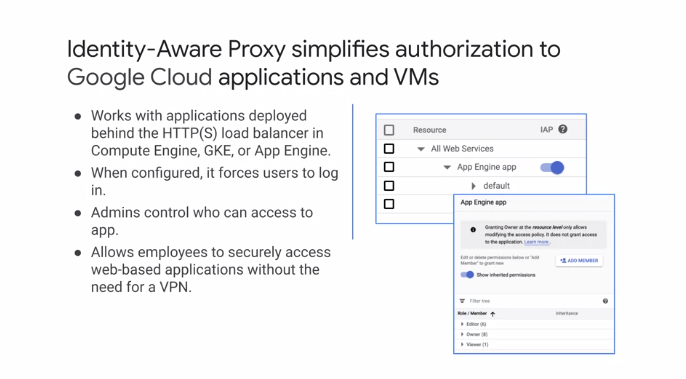 Identity-Aware Proxy simplifies authorization to
Google Cloud applications and VMs
● Works with applications deployed
behind the HTTP(S) load balancer in
Compute Engine, GKE, or App Engine.
● When configured, it forces users to log
in.
● Admins control who can access to
app.
● Allows employees to securely access
web-based applications without the
need for a VPN.
Resource IAP
All Web Services
App Engine app
default
App Engine app
Granting Owner at the resource level only allows
modifying the access policy. It does not grant access
to the application. Learn more.
Edit or delete permissions below or "Add
Member" to grant new
ADD MEMBER
Show inherited permissions
Filter tree
Role / Member Inheritance
Editor (6)
Owner (8)
Viewer (1)